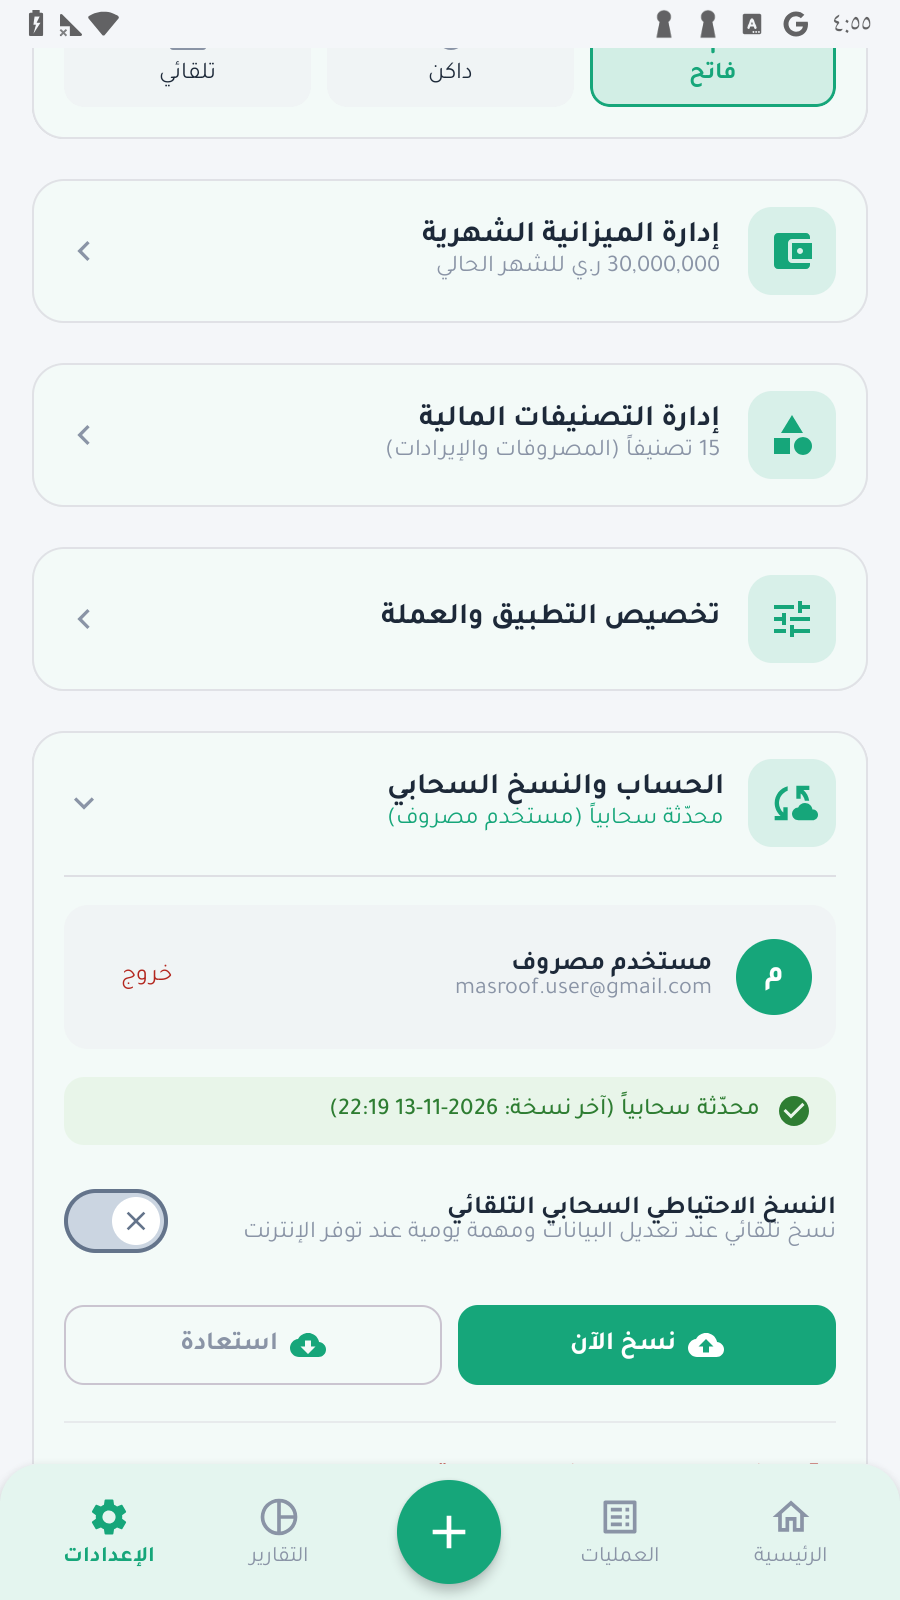 ٤:٥٥
فاتح
داكن
تلقائي
إدارة الميزانية الشهرية
30,000,000 ر.ي للشهر الحالي
إدارة التصنيفات المالية
15 تصنيفاً (المصروفات والإيرادات)
تخصيص التطبيق والعملة
الحساب والنسخ السحابي
محدّثة سحابياً (مستخدم مصروف)
م
مستخدم مصروف
masroof.user@gmail.com
خروج
محدّثة سحابياً (آخر نسخة: 2026-11-13 22:19)
النسخ الاحتياطي السحابي التلقائي
نسخ تلقائي عند تعديل البيانات ومهمة يومية عند توفر الإنترنت
نسخ الآن
استعادة
الرئيسية
العمليات
التقارير
الإعدادات